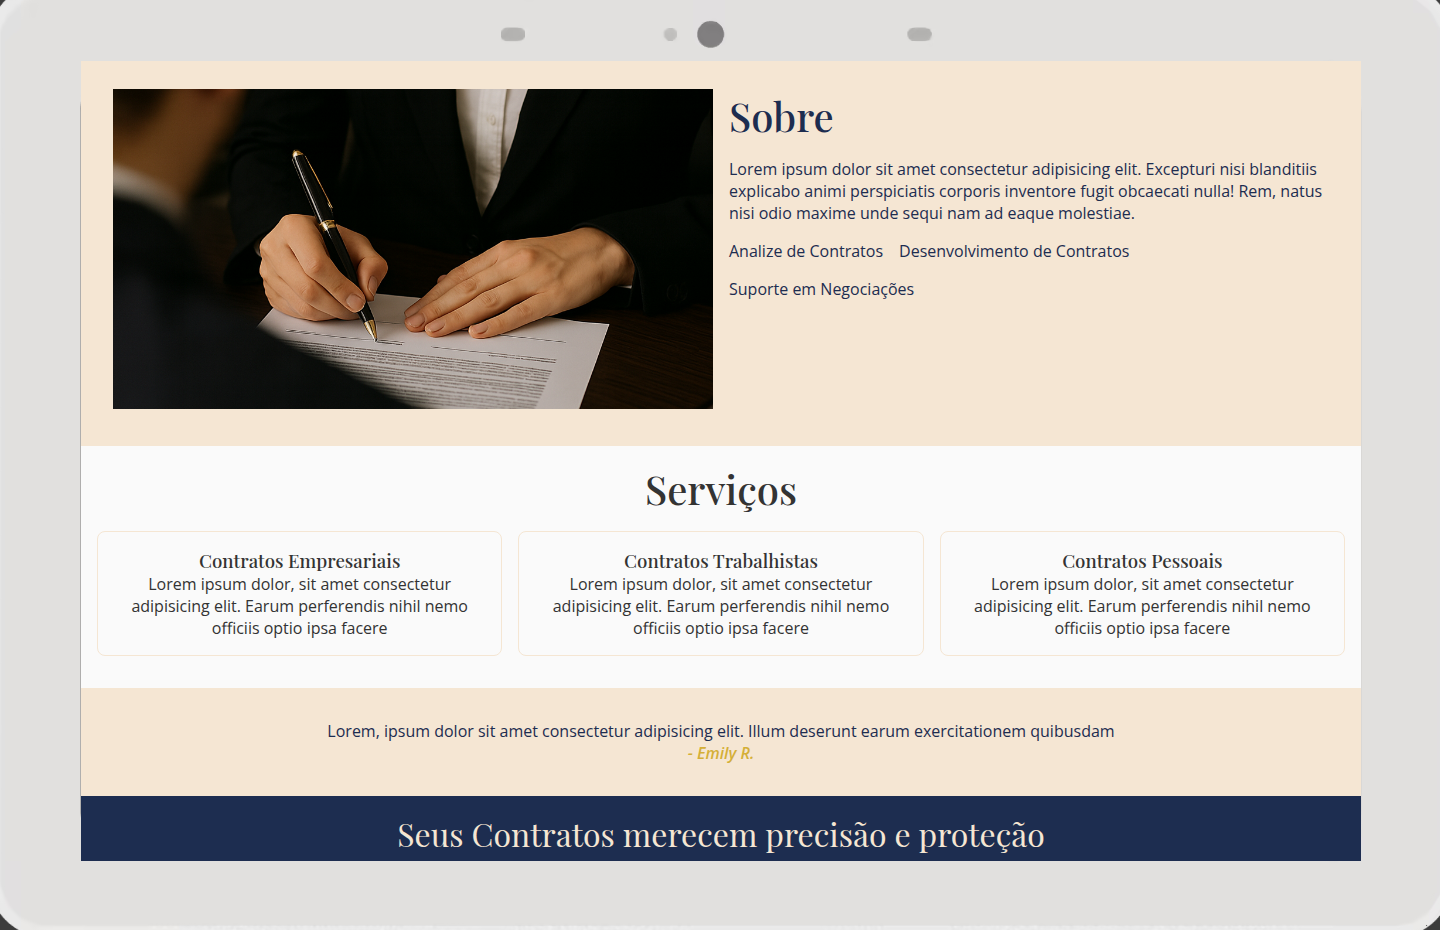 Sobre
Lorem ipsum dolor sit amet consectetur adipisicing elit. Excepturi nisi blanditiis
explicabo animi perspiciatis corporis inventore fugit obcaecati nulla! Rem, natus
nisi odio maxime unde sequi nam ad eaque molestiae.
Analize de Contratos Desenvolvimento de Contratos
Suporte em Negociações
Serviços
Contratos Empresariais
Lorem ipsum dolor, sit amet consectetur
adipisicing elit. Earum perferendis nihil nemo
officiis optio ipsa facere
Contratos Trabalhistas
Lorem ipsum dolor, sit amet consectetur
adipisicing elit. Earum perferendis nihil nemo
officiis optio ipsa facere
Contratos Pessoais
Lorem ipsum dolor, sit amet consectetur
adipisicing elit. Earum perferendis nihil nemo
officiis optio ipsa facere
Lorem, ipsum dolor sit amet consectetur adipisicing elit. Illum deserunt earum exercitationem quibusdam
- Emily R.
Seus Contratos merecem precisão e proteção